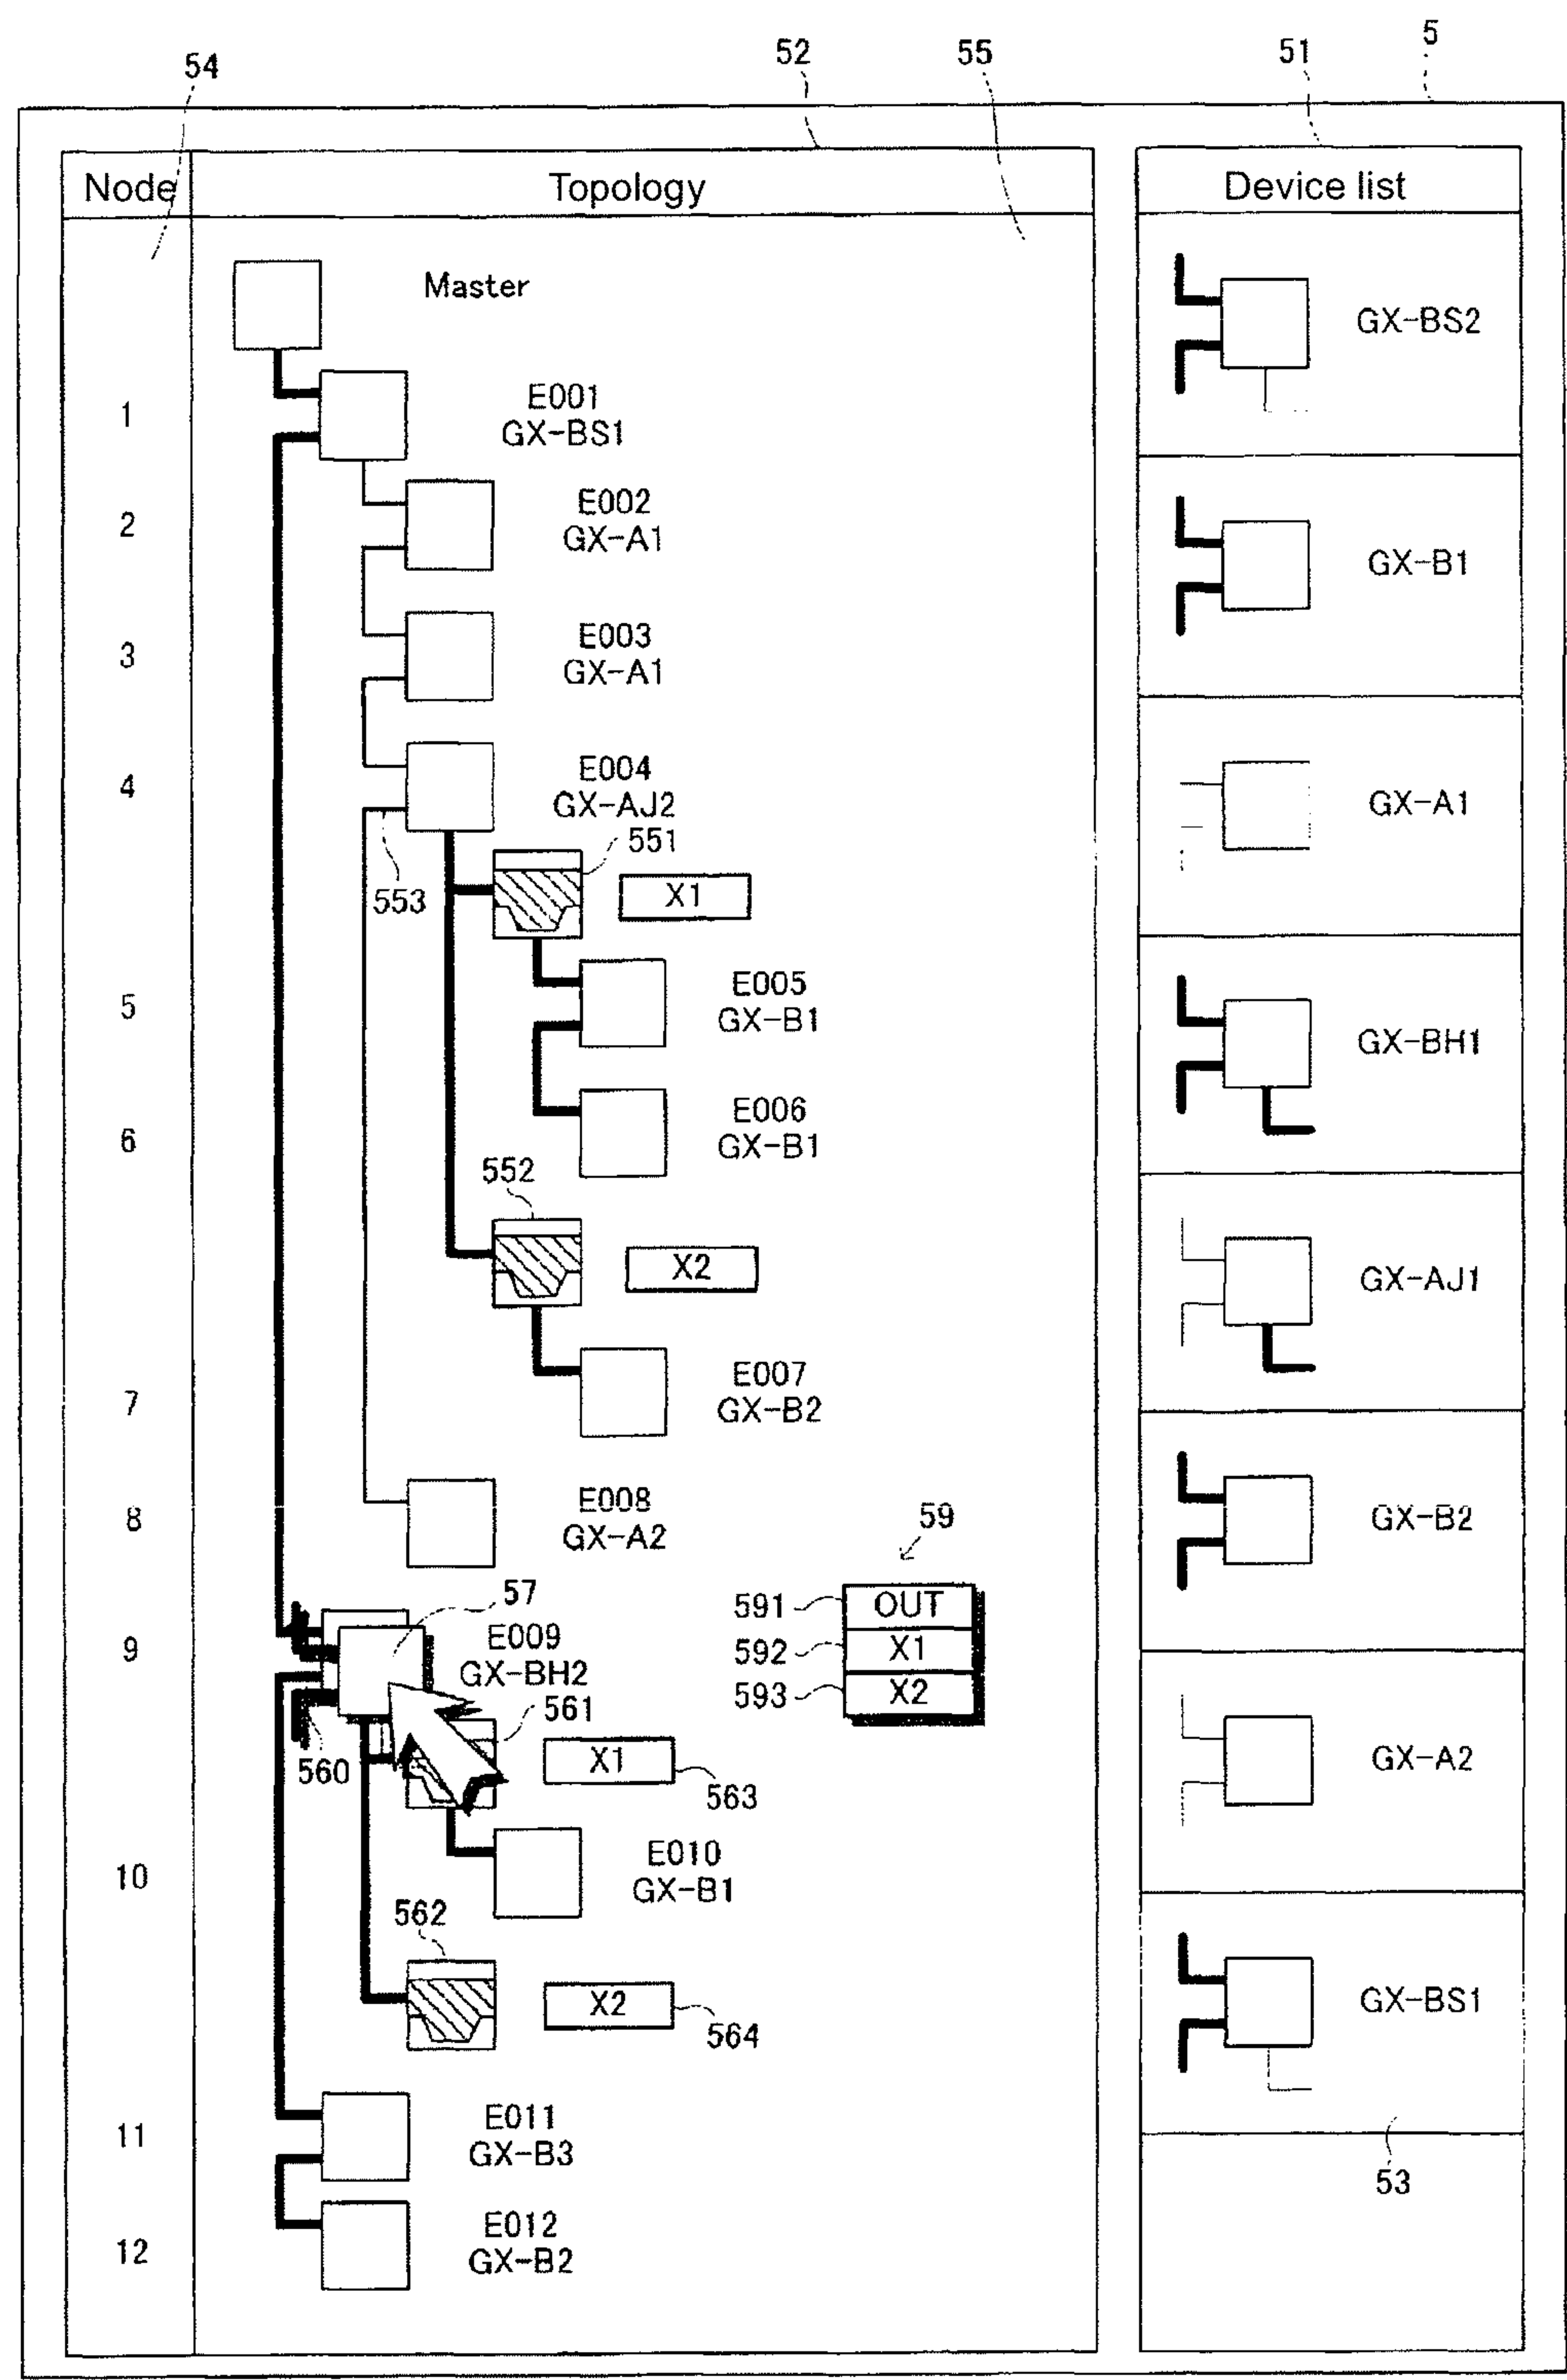 54
52
55
51
5
Node
Topology
Device list
Master
1
E001
GX-BS1
2
E002
GX-A1
3
E003
GX-A1
4
E004
GX-AJ2
551
X1
553
5
E005
GX-B1
6
E006
GX-B1
552
X2
7
E007
GX-B2
8
E008
GX-A2
59
57
591
OUT
9
E009
GX-BH2
592
X1
593
X2
561
560
X1
563
10
E010
GX-B1
562
X2
564
11
E011
GX-B3
12
E012
GX-B2
GX-BS2
GX-B1
GX-A1
GX-BH1
GX-AJ1
GX-B2
GX-A2
GX-BS1
53